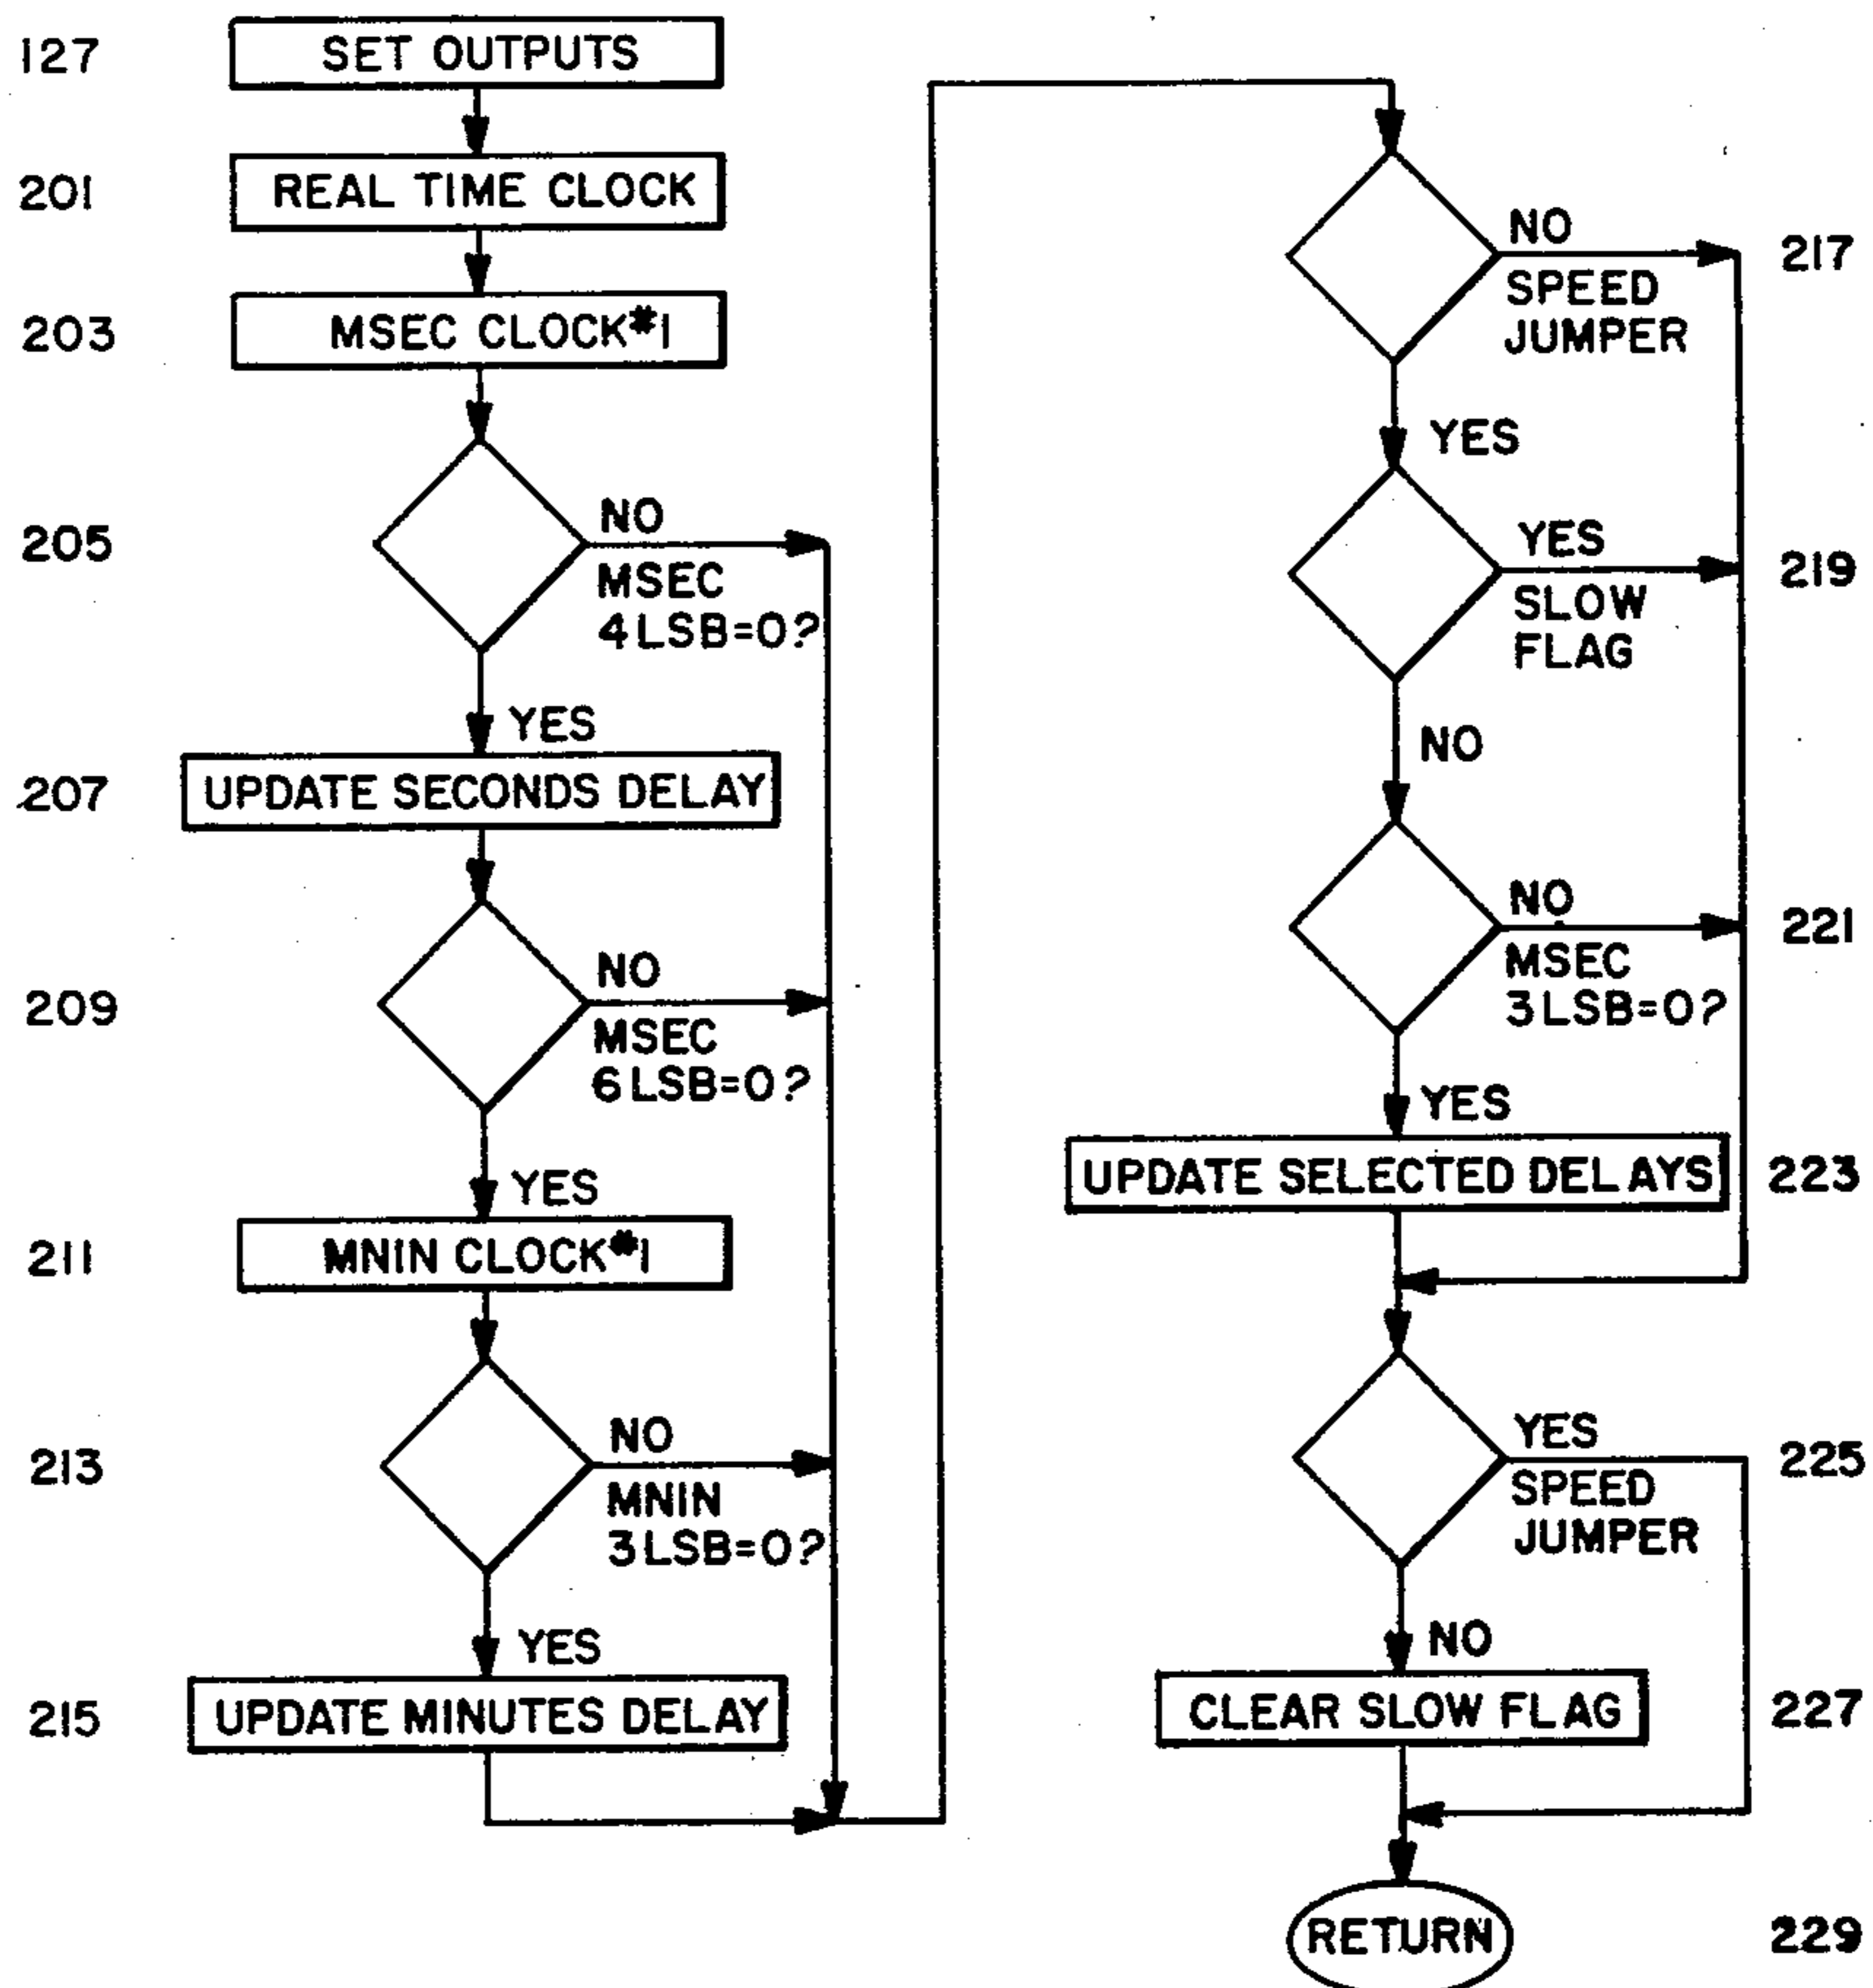 127
SET OUTPUTS
201
REAL TIME CLOCK
203
MSEC CLOCK#1
205
NO
MSEC
4 LSB=0?
YES
207
UPDATE SECONDS DELAY
209
NO
MSEC
6 LSB=0?
YES
211
MNIN CLOCK#1
213
NO
MNIN
3 LSB=0?
YES
215
UPDATE MINUTES DELAY
NO
SPEED
JUMPER
217
YES
YES
SLOW
FLAG
219
NO
NO
MSEC
3 LSB=0?
221
YES
UPDATE SELECTED DELAYS
223
YES
SPEED
JUMPER
225
NO
CLEAR SLOW FLAG
227
RETURN
229